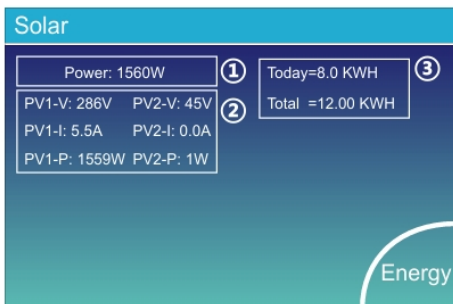 Solar
Power: 1560W ①
PV1-V: 286V PV2-V: 45V ②
PV1-I: 5.5A PV2-I: 0.0A
PV1-P: 1559W PV2-P: 1W
Today=8.0 KWH ③
Total =12.00 KWH
Energy